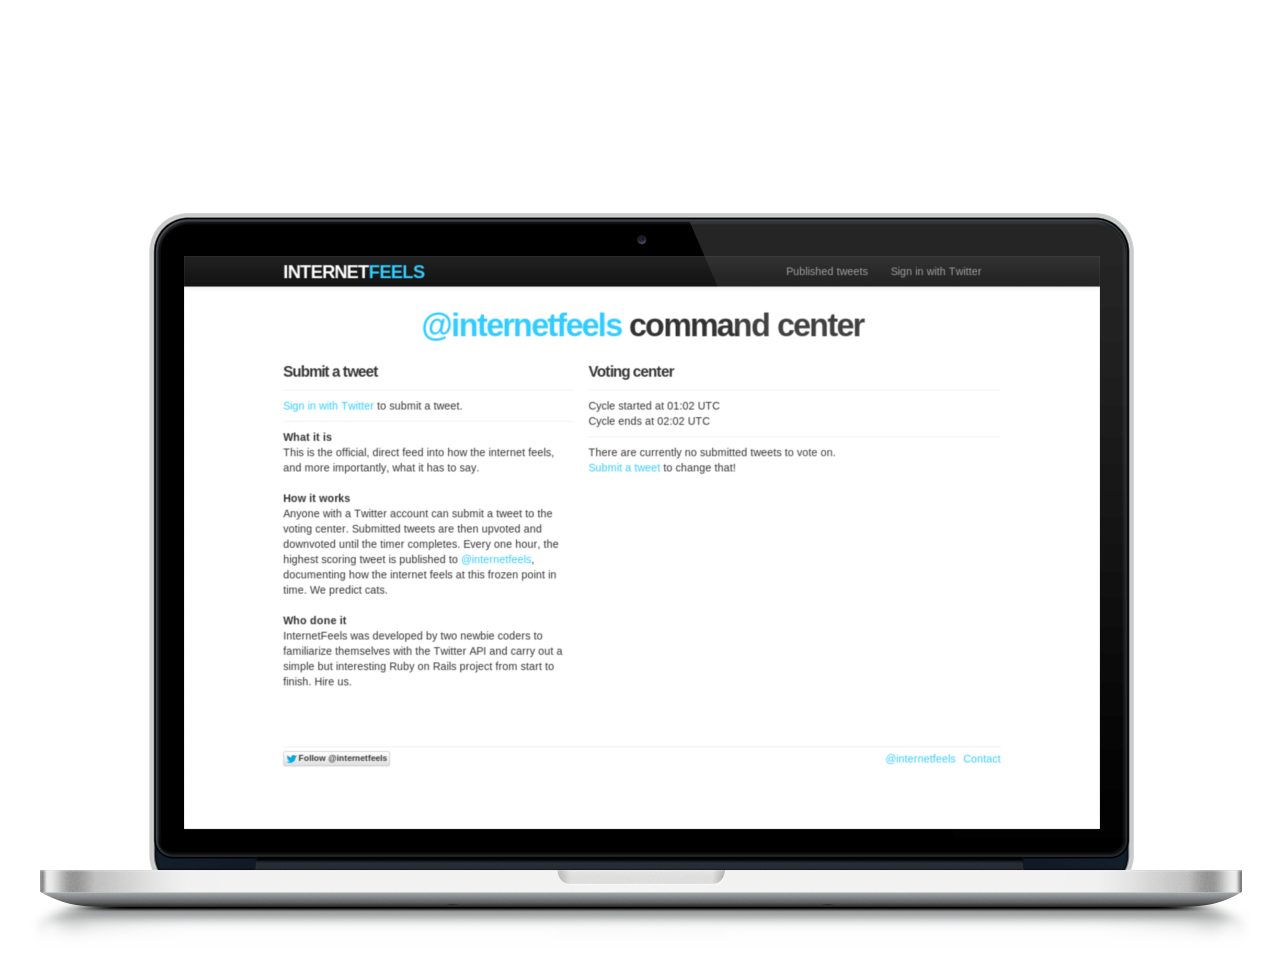 INTERNETFEELS
Published tweets
Sign in with Twitter
@internetfeels command center
Submit a tweet
Sign in with Twitter to submit a tweet.
What it is
This is the official, direct feed into how the internet feels,
and more importantly, what it has to say.
How it works
Anyone with a Twitter account can submit a tweet to the
voting center. Submitted tweets are then upvoted and
downvoted until the timer completes. Every one hour, the
highest scoring tweet is published to @internetfeels,
documenting how the internet feels at this frozen point in
time. We predict cats.
Who done it
InternetFeels was developed by two newbie coders to
familiarize themselves with the Twitter API and carry out a
simple but interesting Ruby on Rails project from start to
finish. Hire us.
Voting center
Cycle started at 01:02 UTC
Cycle ends at 02:02 UTC
There are currently no submitted tweets to vote on.
Submit a tweet to change that!
Follow @internetfeels
@internetfeels
Contact